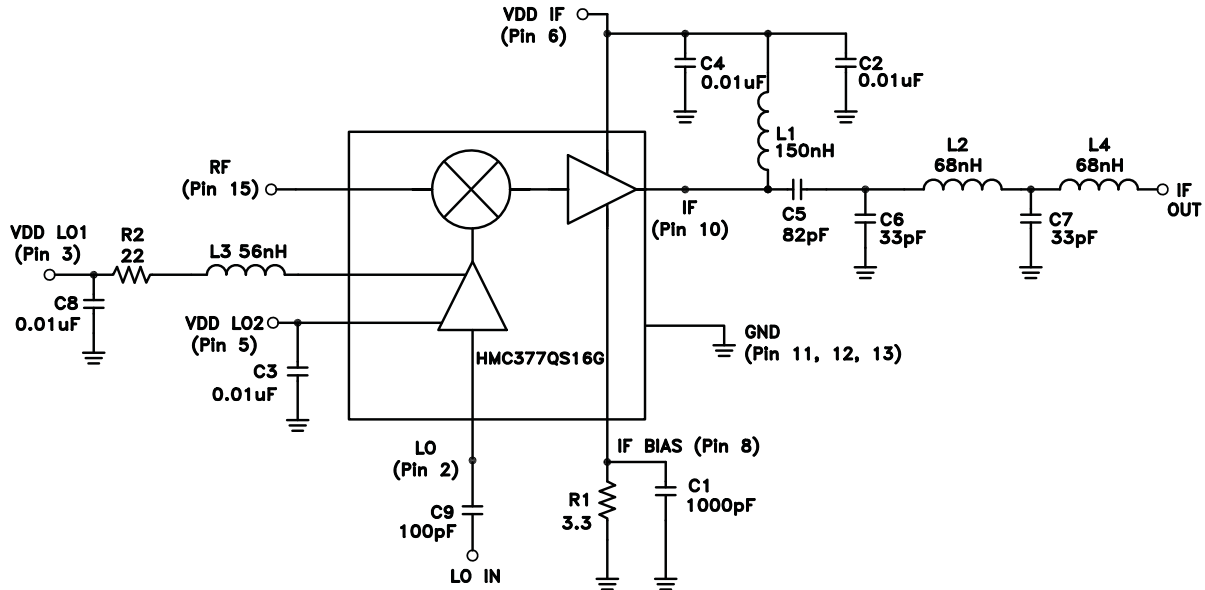 VDD IF
(Pin 6)
C4
0.01uF
C2
0.01uF
L1
150nH
L2
68nH
L4
68nH
RF
(Pin 15)
IF
(Pin 10)
C5
82pF
C6
33pF
C7
33pF
IF
OUT
VDD LO1
(Pin 3)
R2
22
L3 56nH
C8
0.01uF
VDD LO2
(Pin 5)
C3
0.01uF
HMC377QS16G
GND
(Pin 11, 12, 13)
LO
(Pin 2)
IF BIAS (Pin 8)
C9
100pF
LO IN
R1
3.3
C1
1000pF